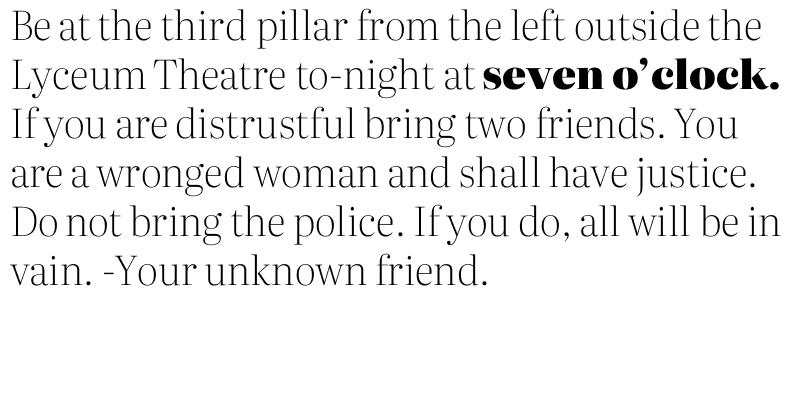 Be at the third pillar from the left outside the
Lyceum Theatre to-night at seven o’clock.
If you are distrustful bring two friends. You
are a wronged woman and shall have justice.
Do not bring the police. If you do, all will be in
vain. -Your unknown friend.